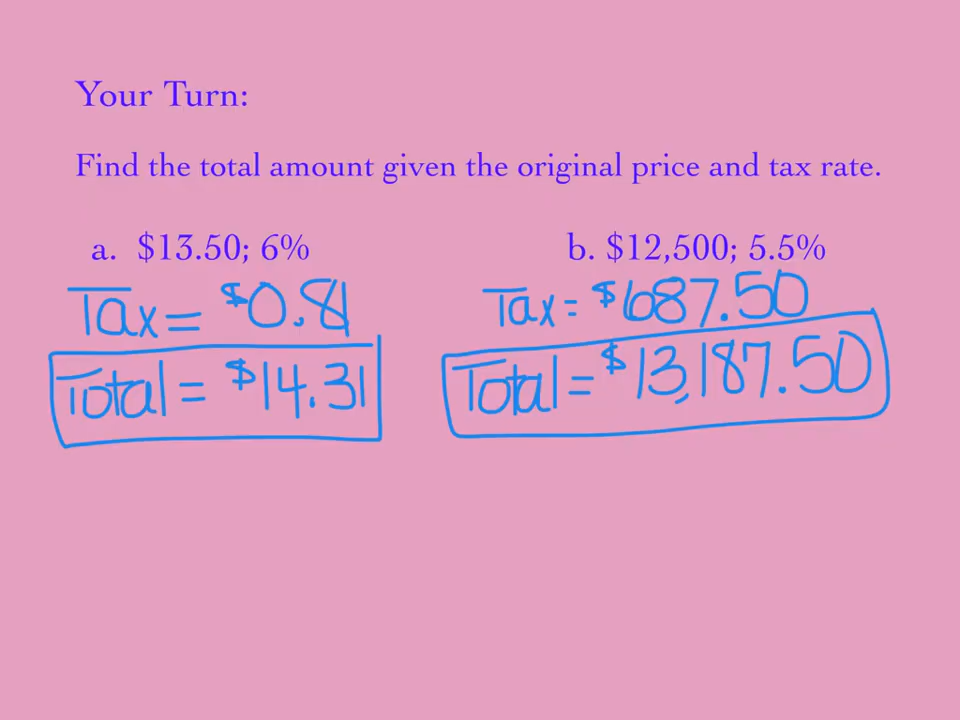 Your Turn:
Find the total amount given the original price and tax rate.
a. $13.50; 6%
Tax = $0.81
Total = $14.31
b. $12,500; 5.5%
Tax = $687.50
Total = $13,187.50